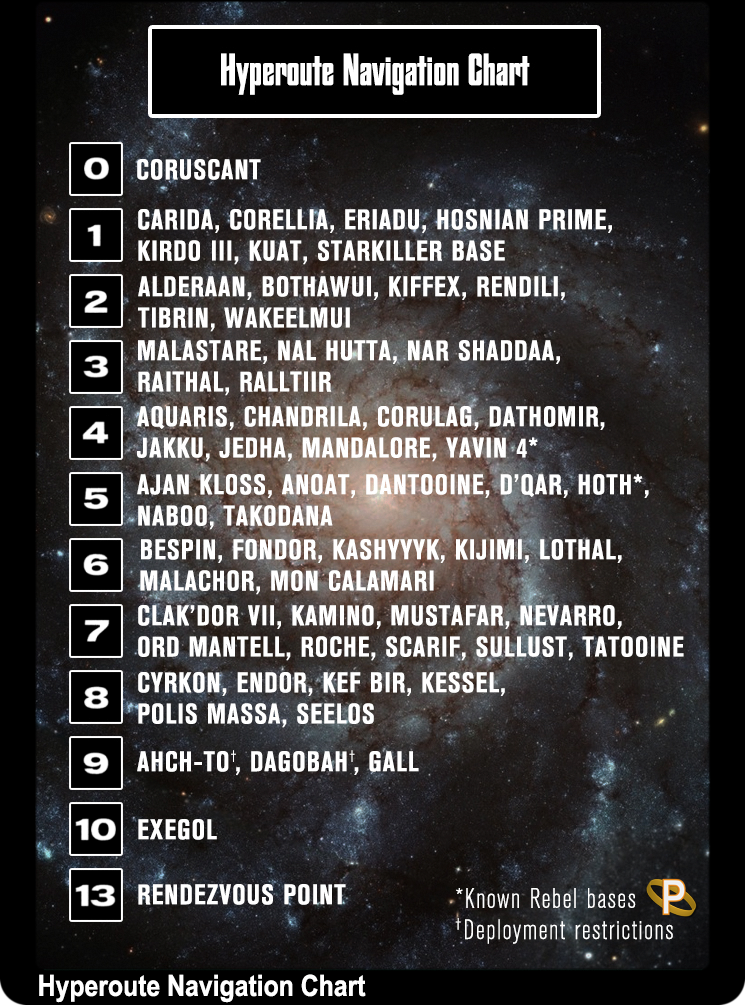 Hyperoute Navigation Chart
0 CORUSCANT
1 CARIDA, CORELLIA, ERIADU, HOSNIAN PRIME,
KIRDO III, KUAT, STARKILLER BASE
2 ALDERAAN, BOTHAWUI, KIFFEX, RENDILI,
TIBRIN, WAKEELMUI
3 MALASTARE, NAL HUTTA, NAR SHADDAA,
RAITHAL, RALLTIIR
4 AQUARIS, CHANDRILA, CORULAG, DATHOMIR,
JAKKU, JEDHA, MANDALORE, YAVIN 4*
5 AJAN KLOSS, ANOAT, DANTOOINE, D'QAR, HOTH*,
NABOO, TAKODANA
6 BESPIN, FONDOR, KASHYYYK, KIJIMI, LOTHAL,
MALACHOR, MON CALAMARI
7 CLAK'DOR VII, KAMINO, MUSTAFAR, NEVARRO,
ORD MANTELL, ROCHE, SCARIF, SULLUST, TATOOINE
8 CYRKON, ENDOR, KEF BIR, KESSEL,
POLIS MASSA, SEELOS
9 AHCH-TO†, DAGOBAH†, GALL
10 EXEGOL
13 RENDEZVOUS POINT
*Known Rebel bases P
†Deployment restrictions
Hyperoute Navigation Chart